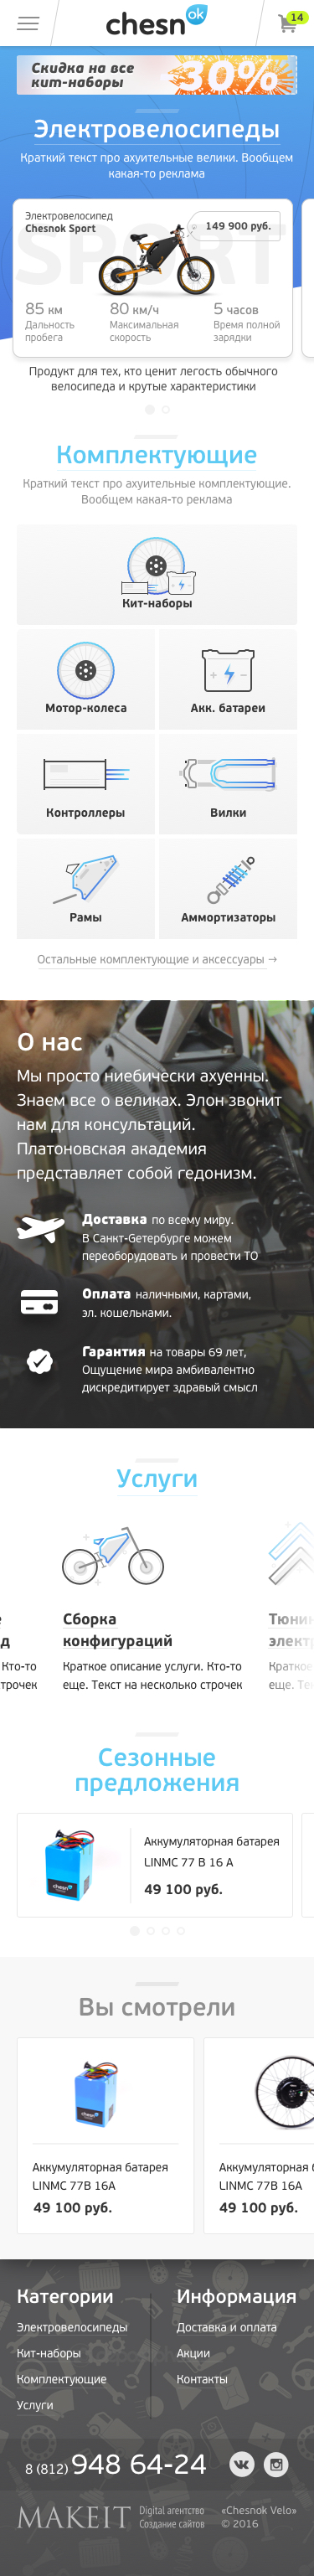 chesn ok
14
Скидка на все
кит-наборы
-30%
Электровелосипеды
Краткий текст про ахуительные велики. Вообщем
какая-то реклама
SPORT
Электровелосипед
Chesnok Sport
149 900 руб.
85 км
80 км/ч
5 часов
Дальность
пробега
Максимальная
скорость
Время полной
зарядки
Продукт для тех, кто ценит легость обычного
велосипеда и крутые характеристики
Комплектующие
Краткий текст про ахуительные комплектующие.
Вообщем какая-то реклама
Кит-наборы
Мотор-колеса
Акк. батареи
Контроллеры
Вилки
Рамы
Аммортизаторы
Остальные комплектующие и аксессуары →
О нас
Мы просто ниебически ахуенны.
Знаем все о великах. Элон звонит
нам для консультаций.
Платоновская академия
представляет собой гедонизм.
Доставка по всему миру.
В Санкт-Getербурге можем
переоборудовать и провести ТО
Оплата наличными, картами,
эл. кошельками.
Гарантия на товары 69 лет,
Ощущение мира амбивалентно
дискредитирует здравый смысл
Услуги
е
д
Кто-то
трочек
Сборка
конфигураций
Краткое описание услуги. Кто-то
еще. Текст на несколько строчек
Тюнин
электр
Краткое
еще. Те
Сезонные
предложения
chesn
Аккумуляторная батарея
LINMC 77 В 16 А
49 100 руб.
Вы смотрели
chesn
Аккумуляторная батарея
LINMC 77В 16А
49 100 руб.
Аккумуляторная б
LINMC 77В 16А
49 100 руб.
Категории
Электровелосипеды
Кит-наборы
Комплектующие
Услуги
Информация
Доставка и оплата
Акции
Контакты
8 (812) 948 64-24
MAKEIT
Digital агентство
Создание сайтов
«Chesnok Velo»
© 2016